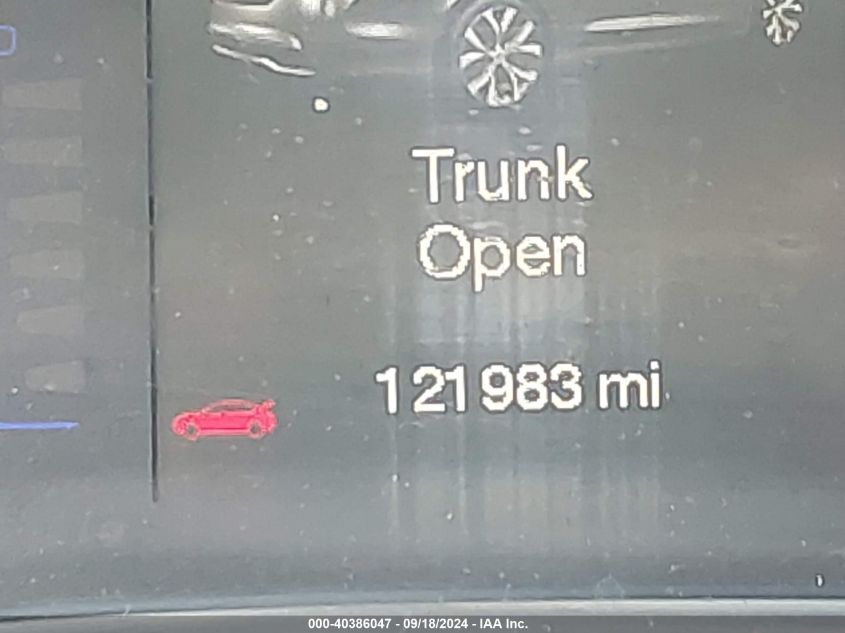 Trunk
Open
121983 mi
000-40386047 - 09/18/2024 - IAA Inc.